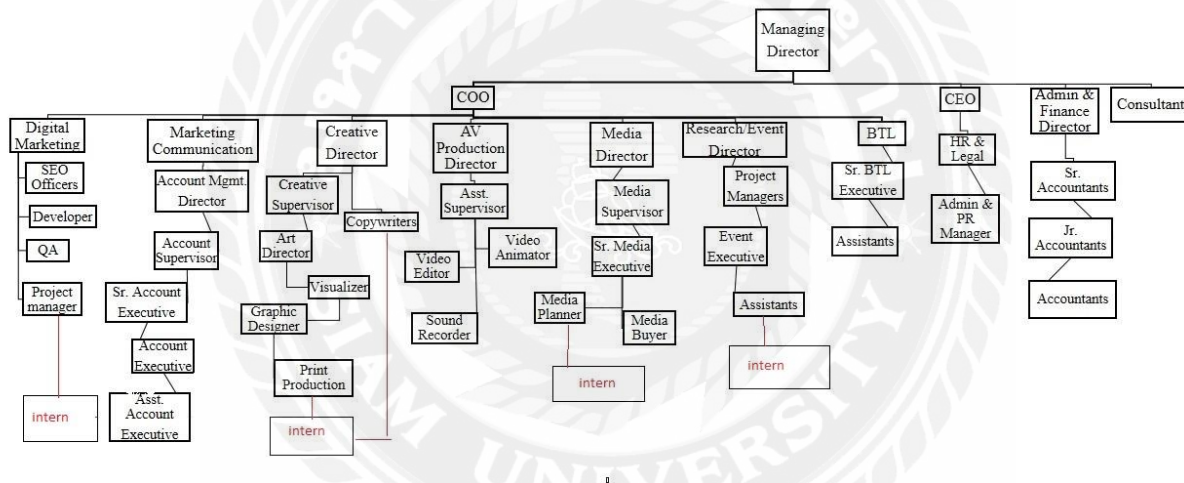 Managing
Director
COO
CEO
Admin &
Finance
Director
Consultant
Digital
Marketing
SEO
Officers
Developer
QA
Project
manager
intern
Marketing
Communication
Account Mgmt.
Director
Account
Supervisor
Sr. Account
Executive
Account
Executive
Asst.
Account
Executive
Creative
Director
Creative
Supervisor
Copywriters
Art
Director
Visualizer
Graphic
Designer
Print
Production
intern
AV
Production
Director
Asst.
Supervisor
Video
Editor
Video
Animator
Sound
Recorder
Media
Director
Media
Supervisor
Sr. Media
Executive
Media
Planner
Media
Buyer
intern
Research/Event
Director
Project
Managers
Event
Executive
Assistants
intern
BTL
Sr. BTL
Executive
Assistants
HR &
Legal
Admin &
PR
Manager
Sr.
Accountants
Jr.
Accountants
Accountants
SIAM UNIVERSITY